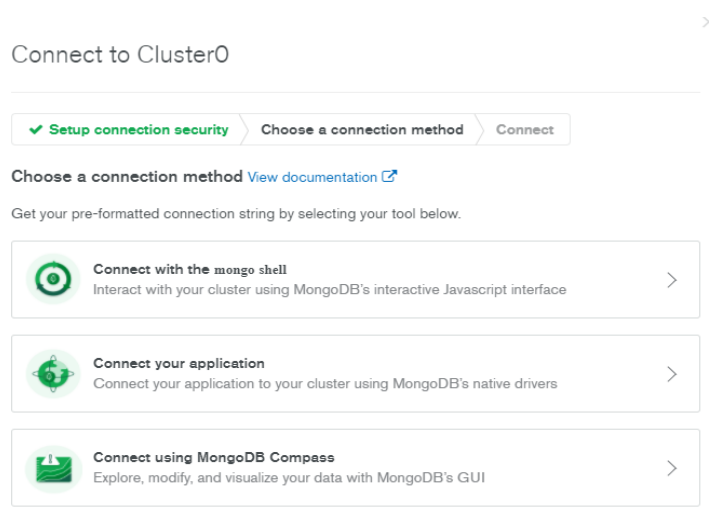 Connect to Cluster0
Setup connection security Choose a connection method Connect
Choose a connection method View documentation
Get your pre-formatted connection string by selecting your tool below.
Connect with the mongo shell
Interact with your cluster using MongoDB's interactive Javascript interface
Connect your application
Connect your application to your cluster using MongoDB's native drivers
Connect using MongoDB Compass
Explore, modify, and visualize your data with MongoDB's GUI